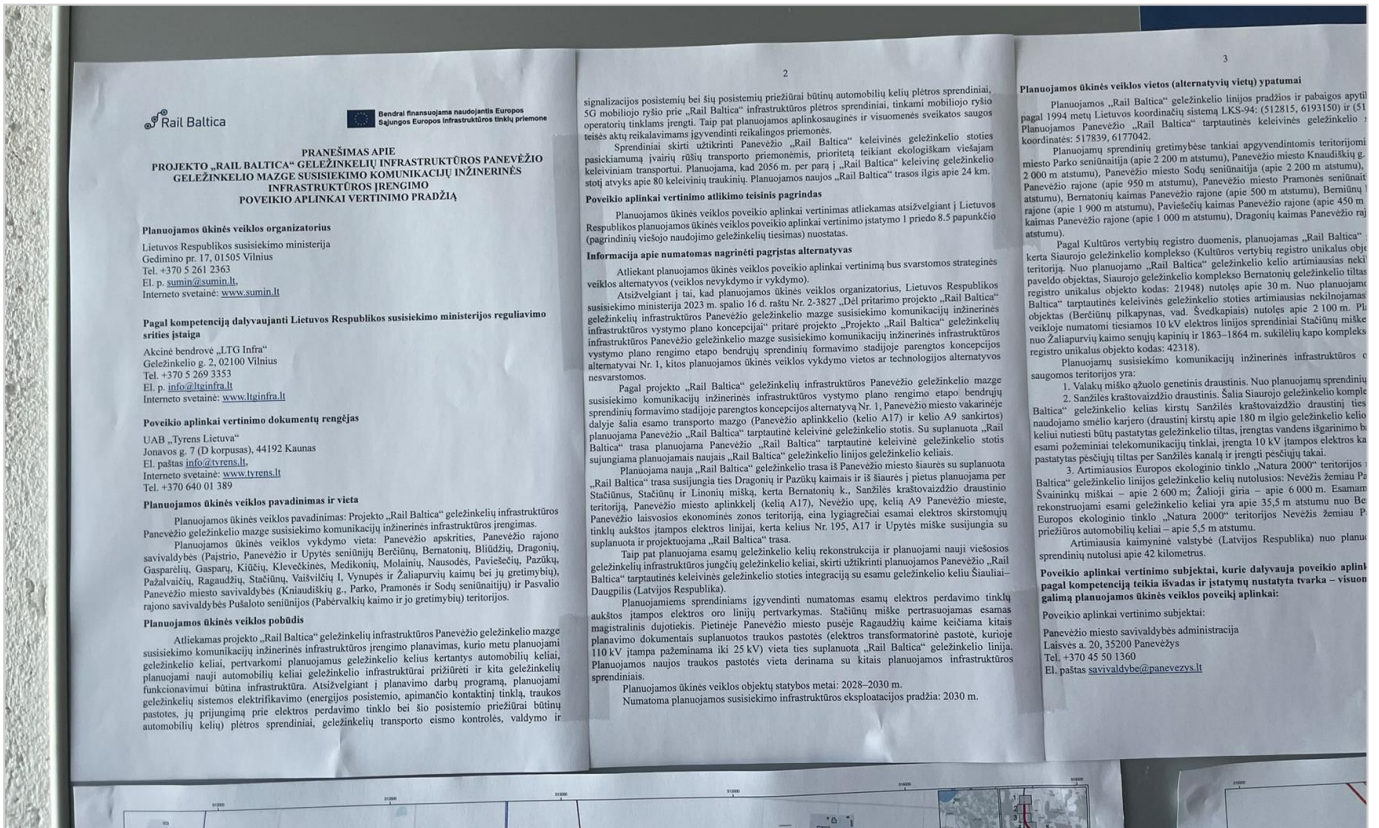 Rail Baltica
Bendrai finansuojama naudojantis Europos
Sąjungos Europos infrastruktūros tinklų priemone
PRANEŠIMAS APIE
PROJEKTO „RAIL BALTICA“ GELEŽINKELIŲ INFRASTRUKTŪROS PANEVĖŽIO
GELEŽINKELIO MAZGE SUSISIEKIMO KOMUNIKACIJŲ INŽINERINĖS
INFRASTRUKTŪROS ĮRENGIMO
POVEIKIO APLINKAI VERTINIMO PRADŽIĄ
Planuojamos ūkinės veiklos organizatorius
Lietuvos Respublikos susisiekimo ministerija
Gedimino pr. 17, 01505 Vilnius
Tel. +370 5 261 2363
El. p. sumin@sumin.lt,
Interneto svetainė: www.sumin.lt
Pagal kompetenciją dalyvaujanti Lietuvos Respublikos susisiekimo ministerijos reguliavimo
srities įstaiga
Akcinė bendrovė „LTG Infra“
Geležinkelio g. 2, 02100 Vilnius
Tel. +370 5 269 3353
El. p. info@ltginfra.lt
Interneto svetainė: www.ltginfra.lt
Poveikio aplinkai vertinimo dokumentų rengėjas
UAB „Tyrens Lietuva“
Jonavos g. 7 (D korpusas), 44192 Kaunas
El. paštas info@tyrens.lt,
Interneto svetainė: www.tyrens.lt
Tel. +370 640 01 389
Planuojamos ūkinės veiklos pavadinimas ir vieta
Planuojamos ūkinės veiklos pavadinimas: Projekto „Rail Baltica“ geležinkelių infrastruktūros
Panevėžio geležinkelio mazge susisiekimo komunikacijų inžinerinės infrastruktūros įrengimas.
Planuojamos ūkinės veiklos vykdymo vieta: Panevėžio apskrities, Panevėžio rajono
savivaldybės (Paįstrio, Panevėžio ir Upytės seniūnijų Berčiūnų, Bernatonių, Bliūdžių, Dragonių,
Gasparėlių, Gasparų, Kiūčių, Klevečkinės, Medikonių, Molainių, Nausodės, Paviešečių, Pazūkų,
Pažalvaičių, Ragaudžių, Stačiūnų, Vaišvilčių I, Vynupės ir Žaliapurvių kaimų bei jų gretimybių),
Panevėžio miesto savivaldybės (Kniaudiškių g., Parko, Pramonės ir Sodų seniūnaitijų) ir Pasvalio
rajono savivaldybės Pušaloto seniūnijos (Pabėrvalkių kaimo ir jo gretimybių) teritorijos.
Planuojamos ūkinės veiklos pobūdis
Atliekamas projekto „Rail Baltica“ geležinkelių infrastruktūros Panevėžio geležinkelio mazge
susisiekimo komunikacijų inžinerinės infrastruktūros įrengimo planavimas, kurio metu planuojami
geležinkelio keliai, pertvarkomi planuojamus geležinkelio kelius kertantys automobilių keliai,
planuojami nauji automobilių keliai geležinkelio infrastruktūrai prižiūrėti ir kita geležinkelių
funkcionavimui būtina infrastruktūra. Atsižvelgiant į planavimo darbų programą, planuojami
geležinkelių sistemos elektrifikavimo (energijos posistemio, apimančio kontaktinį tinklą, traukos
pastotes, jų prijungimą prie elektros perdavimo tinklo bei šio posistemio priežiūrai būtinų
automobilių kelių) plėtros sprendiniai, geležinkelių transporto eismo kontrolės, valdymo ir
2
signalizacijos posistemių bei šių posistemių priežiūrai būtinų automobilių kelių plėtros sprendiniai,
5G mobiliojo ryšio prie „Rail Baltica“ infrastruktūros plėtros sprendiniai, tinkami mobiliojo ryšio
operatorių tinklams įrengti. Taip pat planuojamos aplinkosauginės ir visuomenės sveikatos saugos
teisės aktų reikalavimams įgyvendinti reikalingos priemonės.
Sprendiniai skirti užtikrinti Panevėžio „Rail Baltica“ keleivinės geležinkelio stoties
pasiekiamumą įvairių rūšių transporto priemonėmis, prioritetą teikiant ekologiškam viešajam
keleiviniam transportui. Planuojama, kad 2056 m. per parą į „Rail Baltica“ keleivinę geležinkelio
stotį atvyks apie 80 keleivinių traukinių. Planuojamos naujos „Rail Baltica“ trasos ilgis apie 24 km.
Poveikio aplinkai vertinimo atlikimo teisinis pagrindas
Planuojamos ūkinės veiklos poveikio aplinkai vertinimas atliekamas atsižvelgiant į Lietuvos
Respublikos planuojamos ūkinės veiklos poveikio aplinkai vertinimo įstatymo 1 priedo 8.5 papunkčio
(pagrindinių viešojo naudojimo geležinkelių tiesimas) nuostatas.
Informacija apie numatomas nagrinėti pagrįstas alternatyvas
Atliekant planuojamos ūkinės veiklos poveikio aplinkai vertinimą bus svarstomos strateginės
veiklos alternatyvos (veiklos nevykdymo ir vykdymo).
Atsižvelgiant į tai, kad planuojamos ūkinės veiklos organizatorius, Lietuvos Respublikos
susisiekimo ministerija 2023 m. spalio 16 d. raštu Nr. 2-3827 „Dėl pritarimo projekto „Rail Baltica“
geležinkelių infrastruktūros Panevėžio geležinkelio mazge susisiekimo komunikacijų inžinerinės
infrastruktūros vystymo plano koncepcijai“ pritarė projekto „Projekto „Rail Baltica“ geležinkelių
infrastruktūros Panevėžio geležinkelio mazge susisiekimo komunikacijų inžinerinės infrastruktūros
vystymo plano rengimo etapo bendrųjų sprendinių formavimo stadijoje parengtos koncepcijos
alternatyvai Nr. 1, kitos planuojamos ūkinės veiklos vykdymo vietos ar technologijos alternatyvos
nesvarstomos.
Pagal projekto „Rail Baltica“ geležinkelių infrastruktūros Panevėžio geležinkelio mazge
susisiekimo komunikacijų inžinerinės infrastruktūros vystymo plano rengimo etapo bendrųjų
sprendinių formavimo stadijoje parengtos koncepcijos alternatyvą Nr. 1, Panevėžio miesto vakarinėje
dalyje šalia esamo transporto mazgo (Panevėžio aplinkkelio (kelio A17) ir kelio A9 sankirtos)
planuojama Panevėžio „Rail Baltica“ tarptautinė keleivinė geležinkelio stotis. Su suplanuota „Rail
Baltica“ trasa planuojama Panevėžio „Rail Baltica“ tarptautinė keleivinė geležinkelio stotis
sujungiama planuojamais naujais „Rail Baltica“ geležinkelio linijos geležinkelio keliais.
Planuojama nauja „Rail Baltica“ geležinkelio trasa iš Panevėžio miesto šiaurės su suplanuota
„Rail Baltica“ trasa susijungia ties Dragonių ir Pazūkų kaimais ir iš šiaurės į pietus planuojama per
Stačiūnus, Stačiūnų ir Linonių mišką, kerta Bernatonių k., Sanžilės kraštovaizdžio draustinio
teritoriją, Panevėžio miesto aplinkkelį (kelią A17), Nevėžio upę, kelią A9 Panevėžio mieste,
Panevėžio laisvosios ekonominės zonos teritoriją, eina lygiagrečiai esamai elektros skirstomųjų
tinklų aukštos įtampos elektros linijai, kerta kelius Nr. 195, A17 ir Upytės miške susijungia su
suplanuota ir projektuojama „Rail Baltica“ trasa.
Taip pat planuojama esamų geležinkelio kelių rekonstrukcija ir planuojami nauji viešosios
geležinkelių infrastruktūros jungčių geležinkelio keliai, skirti užtikrinti planuojamos Panevėžio „Rail
Baltica“ tarptautinės keleivinės geležinkelio stoties integraciją su esamu geležinkelio keliu Šiauliai–
Daugpilis (Latvijos Respublika).
Planuojamiems sprendiniams įgyvendinti numatomas esamų elektros perdavimo tinklų
aukštos įtampos elektros oro linijų pertvarkymas. Stačiūnų miške pertrasuojamas esamas
magistralinis dujotiekis. Pietinėje Panevėžio miesto pusėje Ragaudžių kaime keičiama kitais
planavimo dokumentais suplanuotos traukos pastotės (elektros transformatorinė pastotė, kurioje
110 kV įtampa pažeminama iki 25 kV) vieta ties suplanuota „Rail Baltica“ geležinkelio linija.
Planuojamos naujos traukos pastotės vieta derinama su kitais planuojamos infrastruktūros
sprendiniais.
Planuojamos ūkinės veiklos objektų statybos metai: 2028–2030 m.
Numatoma planuojamos susisiekimo infrastruktūros eksploatacijos pradžia: 2030 m.
3
Planuojamos ūkinės veiklos vietos (alternatyvių vietų) ypatumai
Planuojamos „Rail Baltica“ geležinkelio linijos pradžios ir pabaigos
pagal 1994 metų Lietuvos koordinačių sistemą LKS-94: (512815, 6193150) ir (51
Planuojamos Panevėžio „Rail Baltica“ tarptautinės keleivinės geležinkelio
koordinatės: 517839, 6177042.
Planuojamų sprendinių gretimybėse tankiai apgyvendintomis
miesto Parko seniūnaitija (apie 2 200 m atstumu), Panevėžio miesto Knaudiškių g.
2 000 m atstumu), Panevėžio miesto Sodų seniūnaitija (apie 2 200 m atstumu),
Panevėžio rajone (apie 950 m atstumu), Panevėžio miesto Pramonės
atstumu), Bernatonių kaimas Panevėžio rajone (apie 500 m atstumu), Berniūnų
rajone (apie 1 900 m atstumu), Paviešečių kaimas Panevėžio rajone (apie 450 m
kaimas Panevėžio rajone (apie 1 000 m atstumu), Dragonių kaimas Panevėžio
atstumu).
Pagal Kultūros vertybių registro duomenis, planuojamas „Rail Baltica“
kerta Siaurojo geležinkelio komplekso (Kultūros vertybių registro unikalus
teritoriją. Nuo planuojamo „Rail Baltica“ geležinkelio kelio artimiausias
paveldo objektas, Siaurojo geležinkelio komplekso Bernatonių geležinkelio tiltas
registro unikalus objekto kodas: 21948) nutolęs apie 30 m. Nuo
Baltica“ tarptautinės keleivinės geležinkelio stoties artimiausias nekilnojamas
objektas (Berčiūnų pilkapynas, vad. Švedkapiais) nutolęs apie 2 100 m.
veikloje numatomi tiesiamos 10 kV elektros linijos sprendiniai Stačiūnų
nuo Žaliapurvių kaimo senųjų kapinių ir 1863–1864 m. sukilėlių kapo
registro unikalus objekto kodas: 42318).
Planuojamų susisiekimo komunikacijų inžinerinės infrastruktūros
saugomos teritorijos yra:
1. Valakų miško ąžuolo genetinis draustinis. Nuo planuojamų sprendinių
2. Sanžilės kraštovaizdžio draustinis. Šalia Siaurojo geležinkelio
Baltica“ geležinkelio kelias kirstų Sanžilės kraštovaizdžio draustinį ties
naudojamo smėlio karjero (draustinį kirstų apie 180 m ilgio geležinkelio
keliui nutiesti būtų pastatytas geležinkelio tiltas, įrengtas vandens išgarinimo
esami požeminiai telekomunikacijų tinklai, įrengta 10 kV įtampos elektros
pastatytas pėsčiųjų tiltas per Sanžilės kanalą ir įrengti pėsčiųjų takai.
3. Artimiausios Europos ekologinio tinklo „Natura 2000“ teritorijos
Baltica“ geležinkelio linijos geležinkelio kelių nutolusios: Nevėžis žemiau
Švaininkų miškai – apie 2 600 m; Žalioji giria – apie 6 000 m.
rekonstruojami esami geležinkelio keliai yra apie 35,5 m atstumu nuo
Europos ekologinio tinklo „Natura 2000“ teritorijos Nevėžis žemiau
priežiūros automobilių keliai – apie 5,5 m atstumu.
Artimiausia kaimyninė valstybė (Latvijos Respublika) nuo
sprendinių nutolusi apie 42 kilometrus.
Poveikio aplinkai vertinimo subjektai, kurie dalyvauja poveikio
pagal kompetenciją teikia išvadas ir įstatymų nustatyta tvarka –
galimą planuojamos ūkinės veiklos poveikį aplinkai:
Poveikio aplinkai vertinimo subjektai:
Panevėžio miesto savivaldybės administracija
Laisvės a. 20, 35200 Panevėžys
Tel. +370 45 50 1360
El. paštas savivaldybe@panevezys.lt